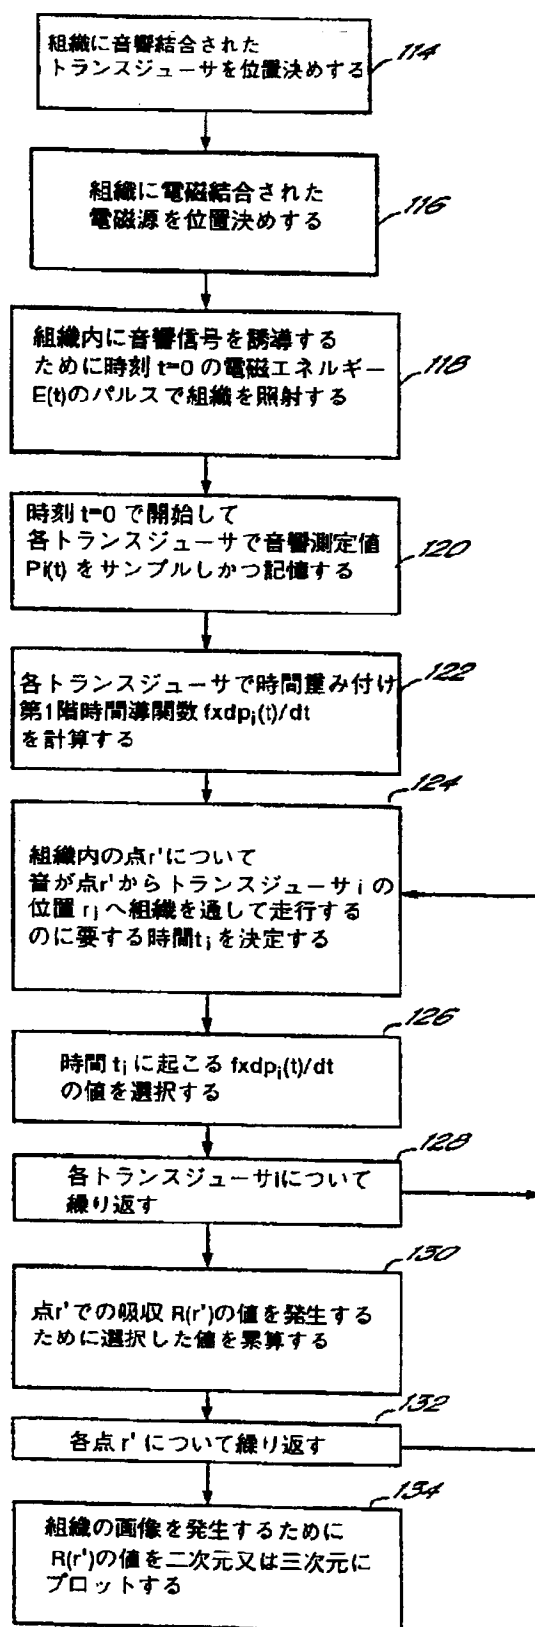 組織に音響結合された
トランスジューサを位置決めする
114
組織に電磁結合された
電磁源を位置決めする
116
組織内に音響信号を誘導する
ために時刻 t=0 の電磁エネルギー
E(t)のパルスで組織を照射する
118
時刻 t=0 で開始して
各トランスジューサで音響測定値
Pi(t) をサンプルしかつ記憶する
120
各トランスジューサで時間重み付け
第1階時間導関数 fxdpi(t)/dt
を計算する
122
124
組織内の点r'について
音が点r'からトランスジューサ i の
位置 ri へ組織を通して走行する
のに要する時間ti を決定する
126
時間 ti に起こる fxdpi(t)/dt
の値を選択する
128
各トランスジューサiについて
繰り返す
130
点r'での吸収 R(r')の値を発生する
ために選択した値を累算する
132
各点 r' について繰り返す
134
組織の画像を発生するために
R(r')の値を二次元又は三次元に
プロットする